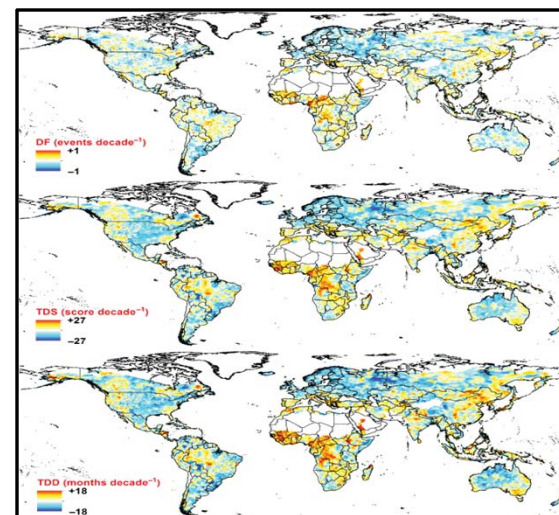 DF (events decade⁻¹)
+1
−1
TDS (score decade⁻¹)
+27
−27
TDD (months decade⁻¹)
+18
−18